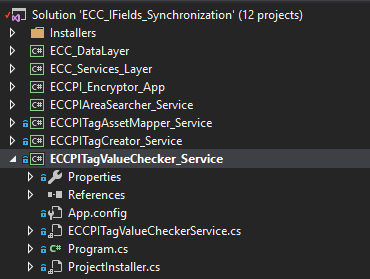 Solution 'ECC_IFields_Synchronization' (12 projects)
Installers
C# ECC_DataLayer
C# ECC_Services_Layer
C# ECCPI_Encryptor_App
C# ECCPIAreaSearcher_Service
C# ECCPITagAssetMapper_Service
C# ECCPITagCreator_Service
C# ECCPITagValueChecker_Service
Properties
References
App.config
ECCPITagValueCheckerService.cs
C# Program.cs
ProjectInstaller.cs